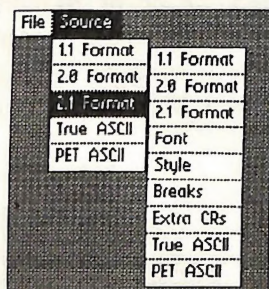 File Source
1.1 Format
2.0 Format
2.1 Format
True ASCII
PET ASCII
1.1 Format
2.0 Format
2.1 Format
Font
Style
Breaks
Extra CRs
True ASCII
PET ASCII